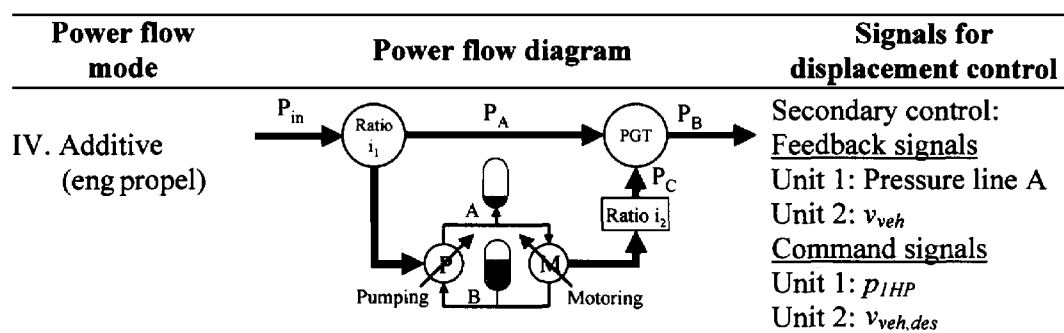 Power flow mode
Power flow diagram
Signals for displacement control
IV. Additive
(eng propel)
P_in
Ratio i_1
P_A
PGT
P_B
P_C
Ratio i_2
A
P
M
B
Pumping
Motoring
Secondary control:
Feedback signals
Unit 1: Pressure line A
Unit 2: v_veh
Command signals
Unit 1: p_1HP
Unit 2: v_veh,des